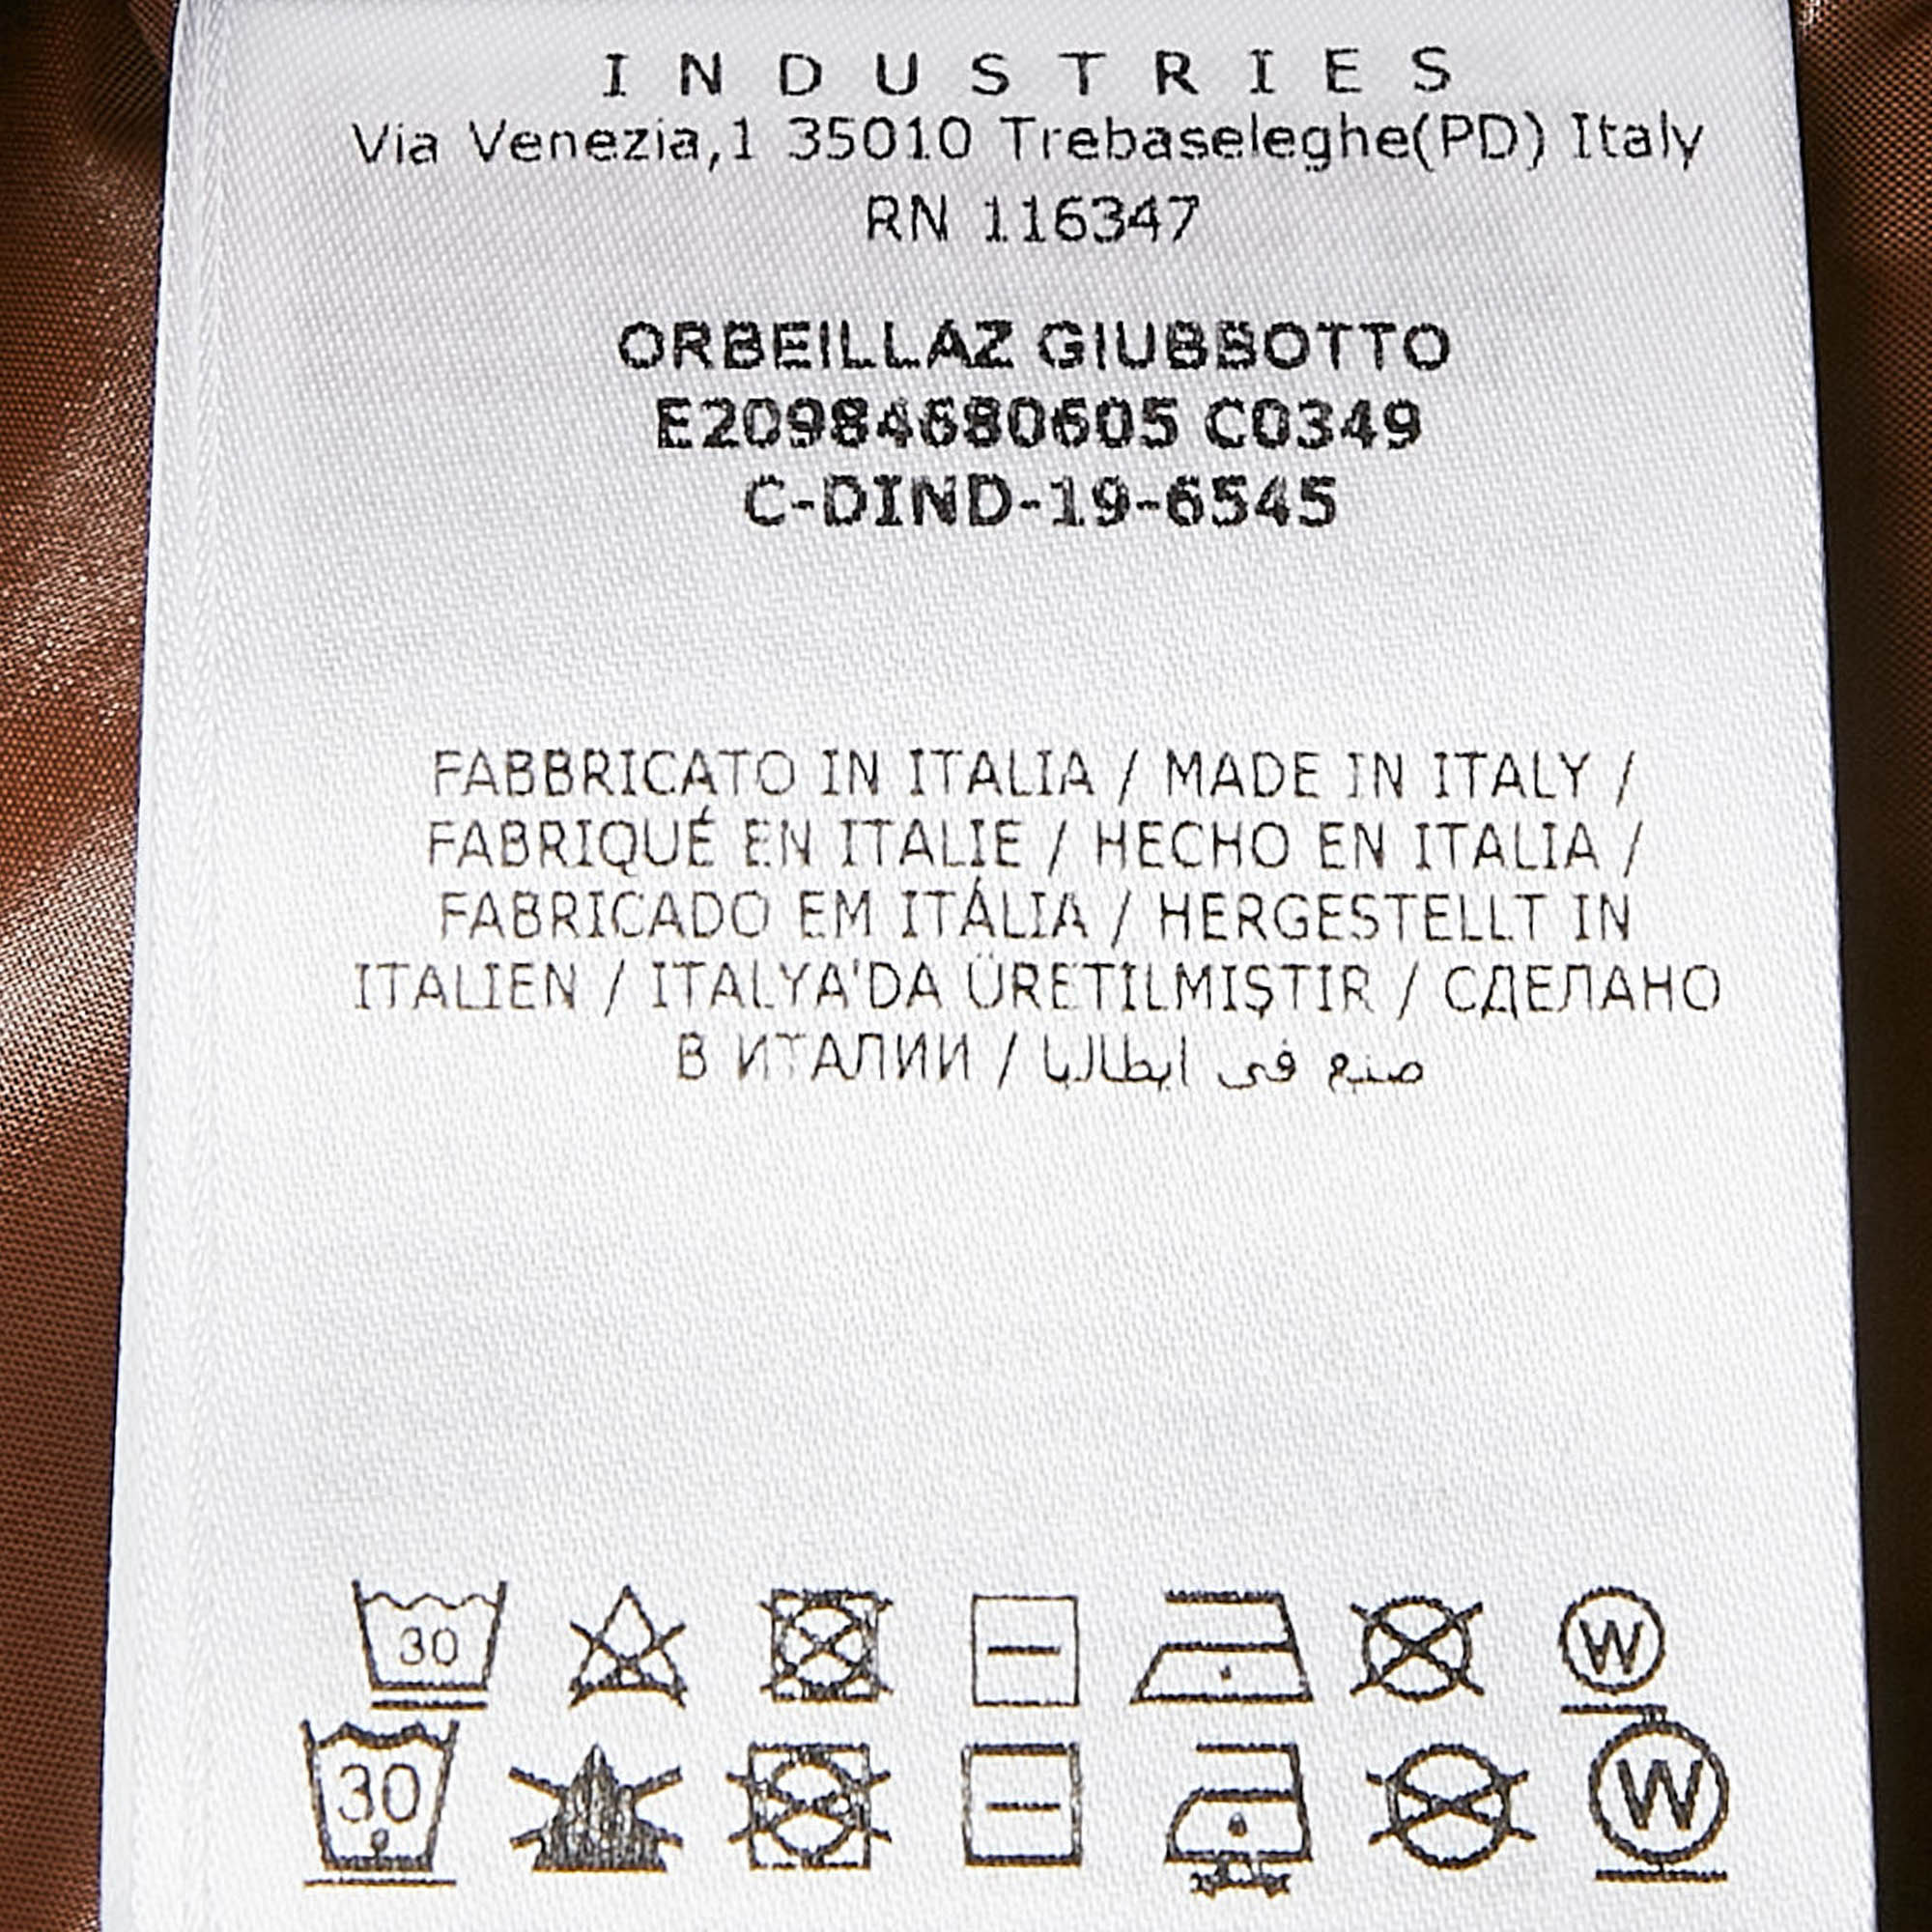 INDUSTRIES
Via Venezia,1 35010 Trebaseleghe(PD) Italy
RN 116347
ORBEILLAZ GIUBBOTTO
E20984680605 C0349
C-DIND-19-6545
FABBRICATO IN ITALIA / MADE IN ITALY /
FABRIQUÉ EN ITALIE / HECHO EN ITALIA /
FABRICADO EM ITÁLIA / HERGESTELLT IN
ITALIEN / ITALYA'DA ÜRETILMIŞTIR / СДЕЛАНО
В ИТАЛИИ / صنع في ايطاليا
30 W
30 W